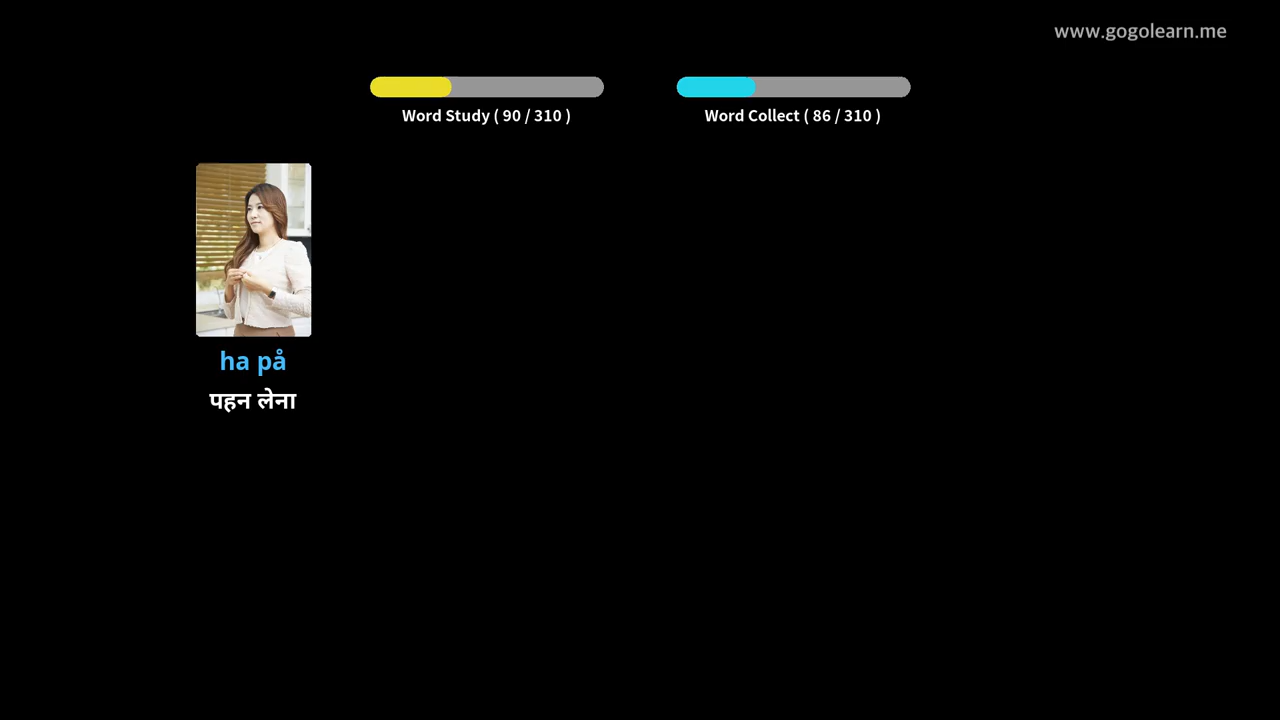 www.gogolearn.me
Word Study ( 90 / 310 )
Word Collect ( 86 / 310 )
ha på
पहन लेना